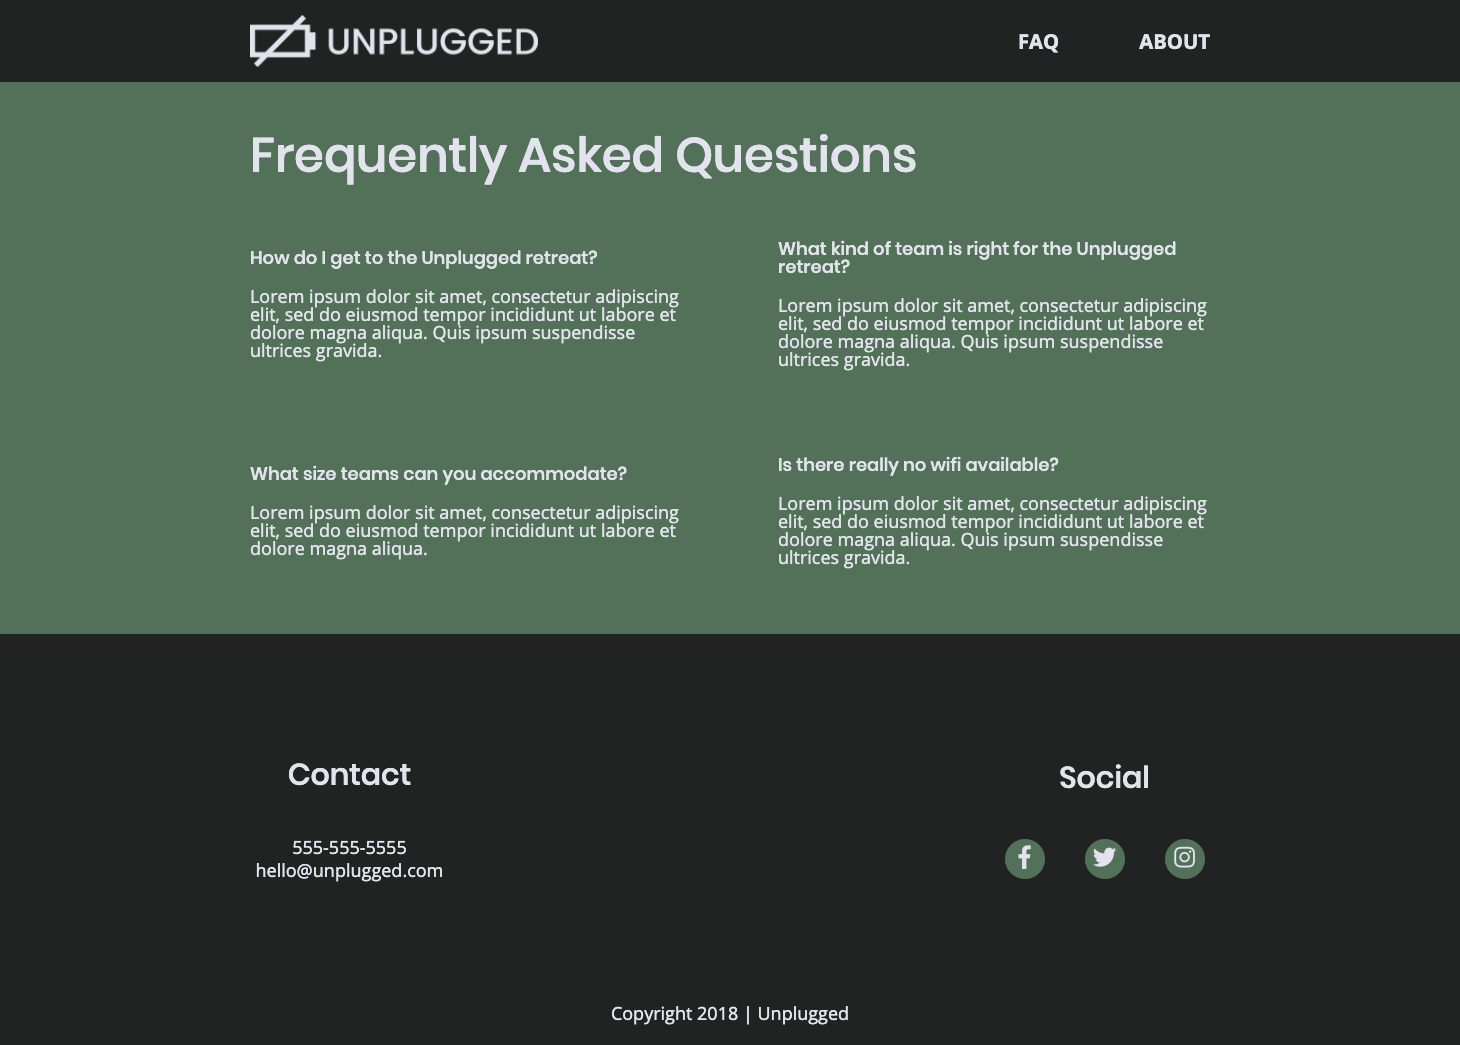 UNPLUGGED
FAQ
ABOUT
Frequently Asked Questions
How do I get to the Unplugged retreat?
Lorem ipsum dolor sit amet, consectetur adipiscing
elit, sed do eiusmod tempor incididunt ut labore et
dolore magna aliqua. Quis ipsum suspendisse
ultrices gravida.
What kind of team is right for the Unplugged
retreat?
Lorem ipsum dolor sit amet, consectetur adipiscing
elit, sed do eiusmod tempor incididunt ut labore et
dolore magna aliqua. Quis ipsum suspendisse
ultrices gravida.
What size teams can you accommodate?
Lorem ipsum dolor sit amet, consectetur adipiscing
elit, sed do eiusmod tempor incididunt ut labore et
dolore magna aliqua.
Is there really no wifi available?
Lorem ipsum dolor sit amet, consectetur adipiscing
elit, sed do eiusmod tempor incididunt ut labore et
dolore magna aliqua. Quis ipsum suspendisse
ultrices gravida.
Contact
555-555-5555
hello@unplugged.com
Social
Copyright 2018 | Unplugged